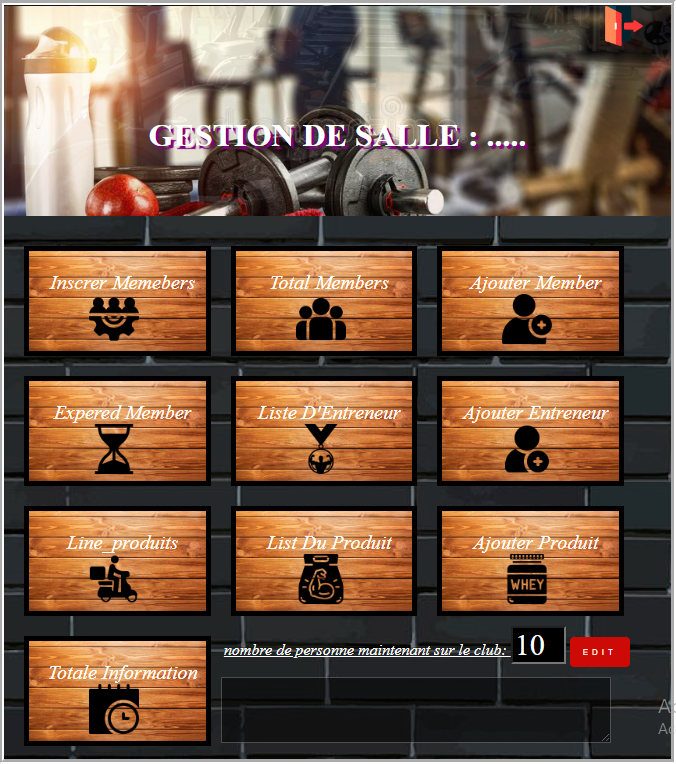 GESTION DE SALLE : .....
Inscrer Memebers
Total Members
Ajouter Member
Expered Member
Liste D'Entreneur
Ajouter Entreneur
Line_produits
List Du Produit
Ajouter Produit
WHEY
Totale Information
nombre de personne maintenant sur le club: 10 EDIT